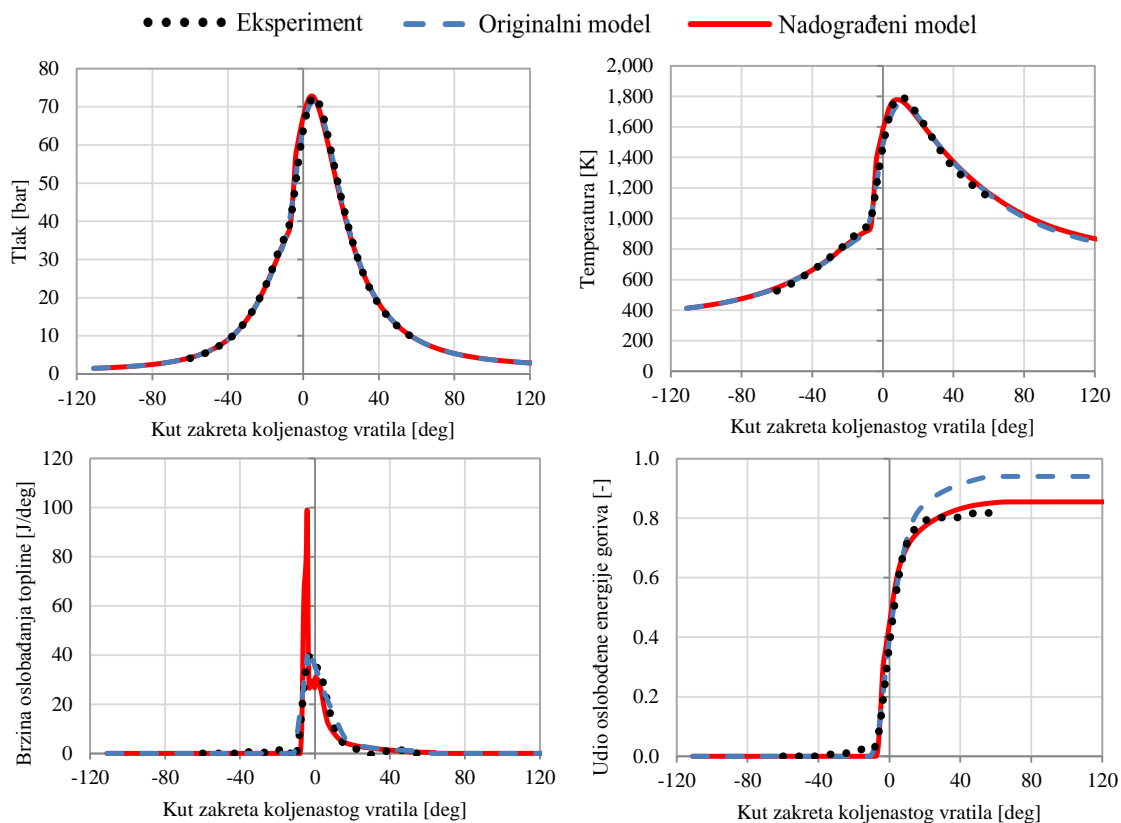 Eksperiment Originalni model Nadograđeni model
80
70
60
50
40
30
20
10
0
-120 -80 -40 0 40 80 120
Tlak [bar]
Kut zakreta koljenastog vratila [deg]
2,000
1,800
1,600
1,400
1,200
1,000
800
600
400
200
0
-120 -80 -40 0 40 80 120
Temperatura [K]
Kut zakreta koljenastog vratila [deg]
120
100
80
60
40
20
0
-120 -80 -40 0 40 80 120
Brzina oslobađanja topline [J/deg]
Kut zakreta koljenastog vratila [deg]
1.0
0.8
0.6
0.4
0.2
0.0
-120 -80 -40 0 40 80 120
Udio oslobođene energije goriva [-]
Kut zakreta koljenastog vratila [deg]